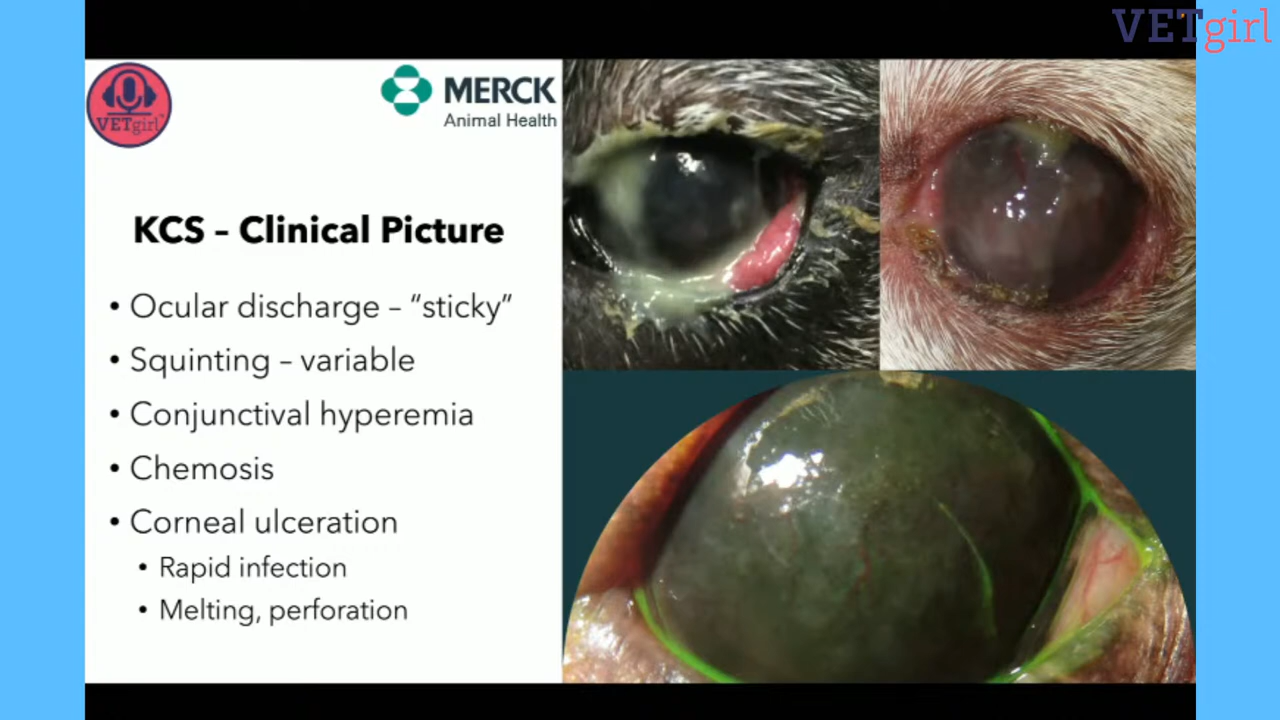 VETgirl
VETgirl
MERCK
Animal Health
KCS – Clinical Picture
• Ocular discharge – “sticky”
• Squinting – variable
• Conjunctival hyperemia
• Chemosis
• Corneal ulceration
• Rapid infection
• Melting, perforation